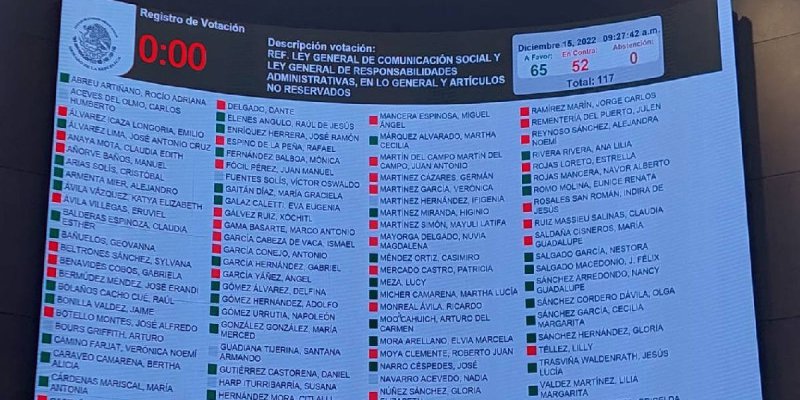 Registro de Votación
0:00
Descripción votación:
REF. LEY GENERAL DE COMUNICACIÓN SOCIAL Y
LEY GENERAL DE RESPONSABILIDADES
ADMINISTRATIVAS, EN LO GENERAL Y ARTÍCULOS
NO RESERVADOS
Diciembre 15, 2022 09:27:42 a.m.
A Favor: En Contra: Abstención:
65 52 0
Total: 117
ABREU ARTIÑANO, ROCÍO ADRIANA
ACEVES DEL OLMO, CARLOS
HUMBERTO
ÁLVAREZ ICAZA LONGORIA, EMILIO
ÁLVAREZ LIMA, JOSÉ ANTONIO CRUZ
ANAYA MOTA, CLAUDIA EDITH
AÑORVE BAÑOS, MANUEL
ARIAS SOLÍS, CRISTÓBAL
ARMENTA MIER, ALEJANDRO
ÁVILA VÁZQUEZ, KATYA ELIZABETH
ÁVILA VILLEGAS, ERUVIEL
BALDERAS ESPINOZA, CLAUDIA
ESTHER
BAÑUELOS, GEOVANNA
BELTRONES SÁNCHEZ, SYLVANA
BENAVIDES COBOS, GABRIELA
BERMÚDEZ MÉNDEZ, JOSÉ ERANDI
BOLAÑOS CACHO CUÉ, RAÚL
BONILLA VALDEZ, JAIME
BOTELLO MONTES, JOSÉ ALFREDO
BOURS GRIFFITH, ARTURO
CAMINO FARJAT, VERÓNICA NOEMÍ
CARAVEO CAMARENA, BERTHA
ALICIA
CÁRDENAS MARISCAL, MARÍA
ANTONIA
DELGADO, DANTE
ELENES ANGULO, RAÚL DE JESÚS
ENRÍQUEZ HERRERA, JOSÉ RAMÓN
ESPINO DE LA PEÑA, RAFAEL
FERNÁNDEZ BALBOA, MÓNICA
FÓCIL PÉREZ, JUAN MANUEL
FUENTES SOLÍS, VÍCTOR OSWALDO
GAITÁN DÍAZ, MARÍA GRACIELA
GALAZ CALETTI, EVA EUGENIA
GÁLVEZ RUIZ, XÓCHITL
GAMA BASARTE, MARCO ANTONIO
GARCÍA CABEZA DE VACA, ISMAEL
GARCÍA CONEJO, ANTONIO
GARCÍA HERNÁNDEZ, GABRIEL
GARCÍA YÁÑEZ, ANGEL
GÓMEZ ÁLVAREZ, DELFINA
GÓMEZ HERNÁNDEZ, ADOLFO
GÓMEZ URRUTIA, NAPOLEÓN
GONZÁLEZ GONZÁLEZ, MARÍA
MERCED
GUADIANA TIJERINA, SANTANA
ARMANDO
GUTIÉRREZ CASTORENA, DANIEL
HARP ITURRIBARRÍA, SUSANA
HERNÁNDEZ MORA, CITLALLI
MANCERA ESPINOSA, MIGUEL
ÁNGEL
MÁRQUEZ ALVARADO, MARTHA
CECILIA
MARTÍN DEL CAMPO MARTÍN DEL
CAMPO, JUAN ANTONIO
MARTÍNEZ CAZARES, GERMÁN
MARTÍNEZ GARCÍA, VERÓNICA
MARTÍNEZ HERNÁNDEZ, IFIGENIA
MARTÍNEZ MIRANDA, HIGINIO
MARTÍNEZ SIMÓN, MAYULI LATIFA
MAYORGA DELGADO, NUVIA
MAGDALENA
MÉNDEZ ORTIZ, CASIMIRO
MERCADO CASTRO, PATRICIA
MEZA, LUCY
MICHER CAMARENA, MARTHA LUCÍA
MONREAL ÁVILA, RICARDO
MOO'CAHUICH, ARTURO DEL
CARMEN
MORA ARELLANO, ELVIA MARCELA
MOYA CLEMENTE, ROBERTO JUAN
NARRO CÉSPEDES, JOSÉ
NAVARRO ACEVEDO, NADIA
NÚÑEZ SÁNCHEZ, GLORIA
ELIZABETH
RAMÍREZ MARÍN, JORGE CARLOS
REMENTERÍA DEL PUERTO, JULEN
REYNOSO SÁNCHEZ, ALEJANDRA
NOEMÍ
RIVERA RIVERA, ANA LILIA
ROJAS LORETO, ESTRELLA
ROJAS MANCERA, NAVOR ALBERTO
ROMO MOLINA, EUNICE RENATA
ROSALES SAN ROMÁN, INDIRA DE
JESÚS
RUIZ MASSIEU SALINAS, CLAUDIA
SALDAÑA CISNEROS, MARÍA
GUADALUPE
SALGADO GARCÍA, NESTORA
SALGADO MACEDONIO, J. FÉLIX
SÁNCHEZ ARREDONDO, NANCY
GUADALUPE
SÁNCHEZ CORDERO DÁVILA, OLGA
SÁNCHEZ GARCÍA, CECILIA
MARGARITA
SÁNCHEZ HERNÁNDEZ, GLORIA
TÉLLEZ, LILLY
TRASVIÑA WALDENRATH, JESÚS
LUCÍA
VALDEZ MARTÍNEZ, LILIA
MARGARITA